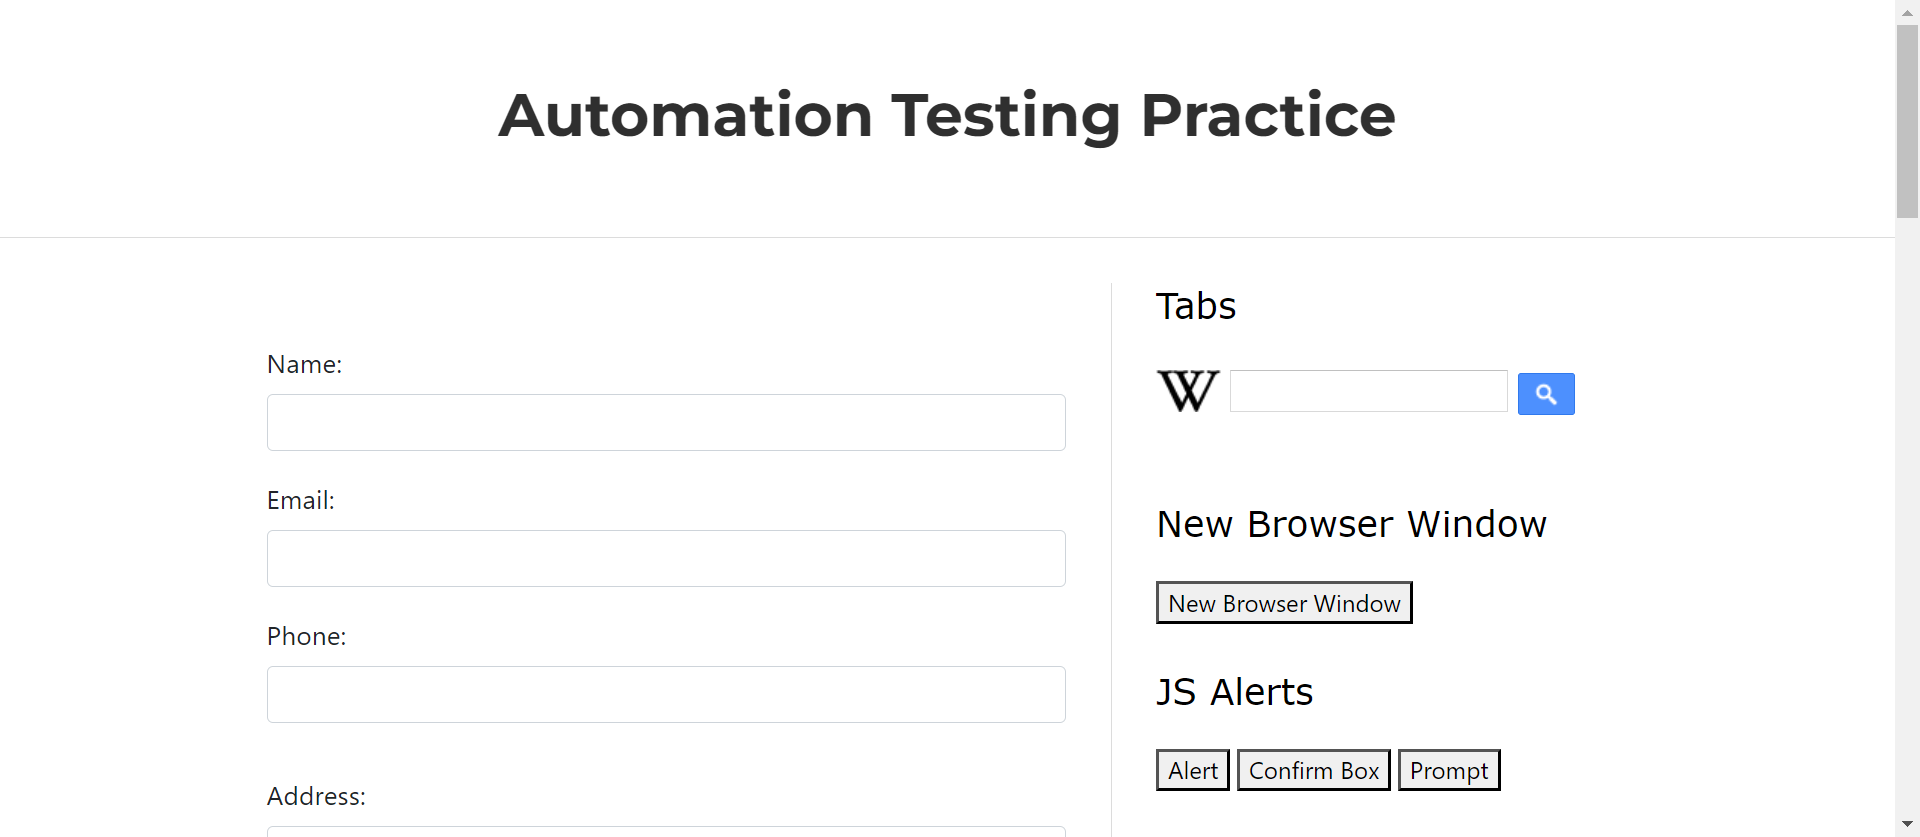 Automation Testing Practice
Name:
Email:
Phone:
Address:
Tabs
W
New Browser Window
New Browser Window
JS Alerts
Alert Confirm Box Prompt